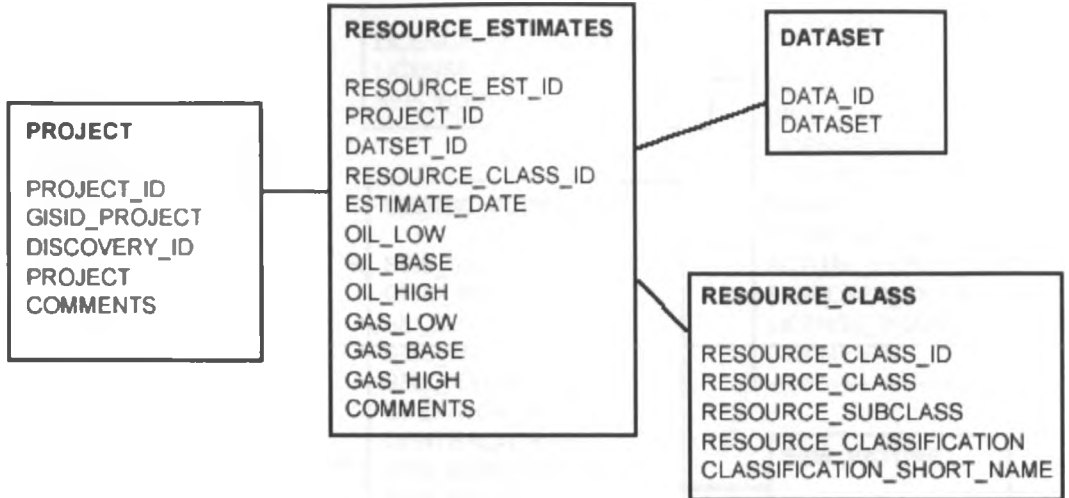 PROJECT
PROJECT_ID
GISID_PROJECT
DISCOVERY_ID
PROJECT
COMMENTS
RESOURCE_ESTIMATES
RESOURCE_EST_ID
PROJECT_ID
DATSET_ID
RESOURCE_CLASS_ID
ESTIMATE_DATE
OIL_LOW
OIL_BASE
OIL_HIGH
GAS_LOW
GAS_BASE
GAS_HIGH
COMMENTS
DATASET
DATA_ID
DATASET
RESOURCE_CLASS
RESOURCE_CLASS_ID
RESOURCE_CLASS
RESOURCE_SUBCLASS
RESOURCE_CLASSIFICATION
CLASSIFICATION_SHORT_NAME